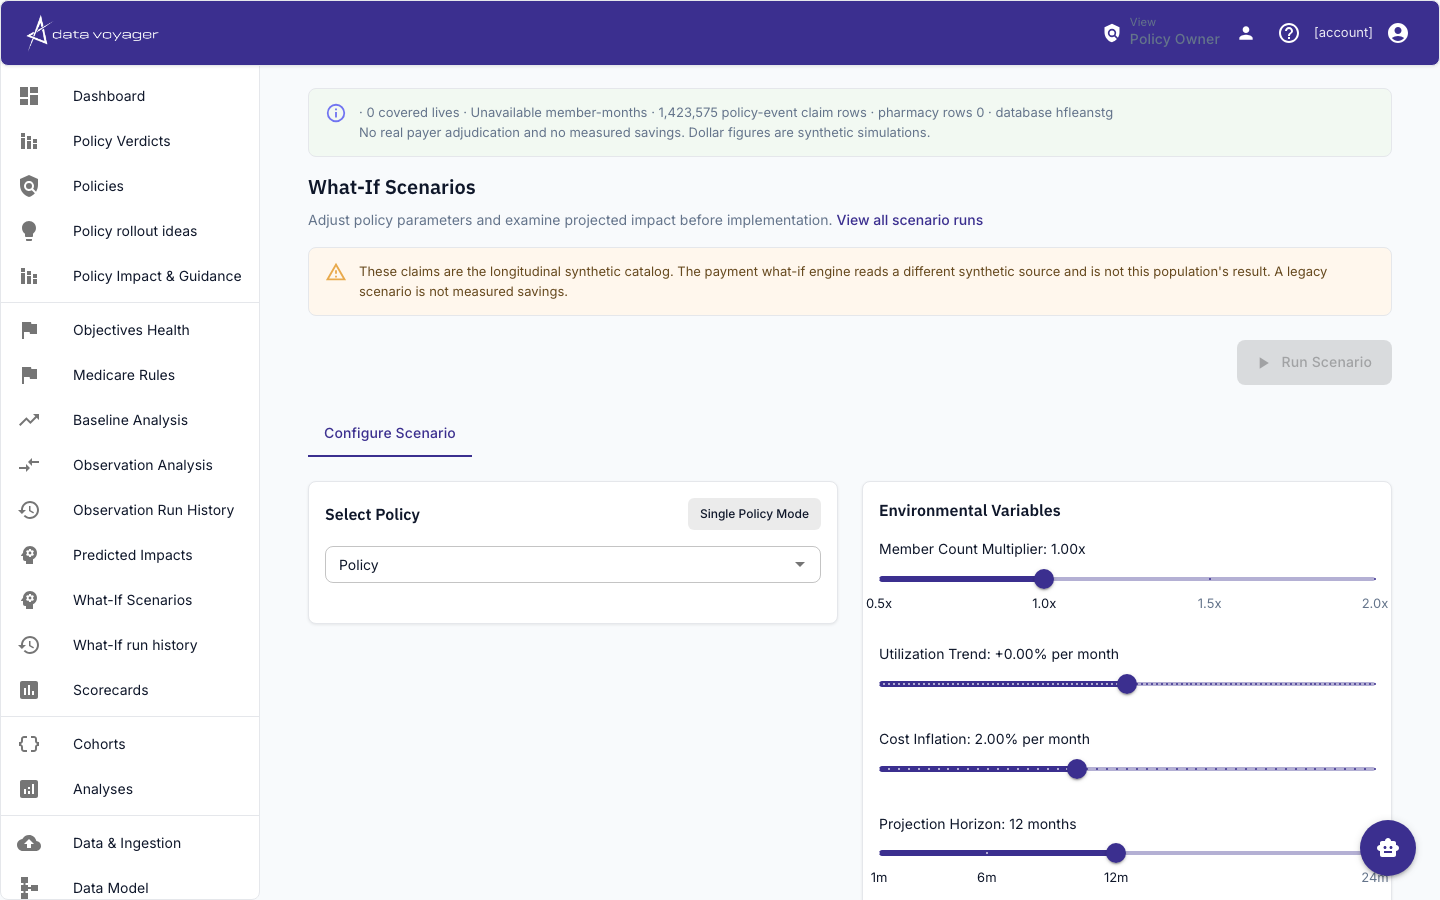 data voyager
View
Policy Owner
[account]
Dashboard
Policy Verdicts
Policies
Policy rollout ideas
Policy Impact & Guidance
Objectives Health
Medicare Rules
Baseline Analysis
Observation Analysis
Observation Run History
Predicted Impacts
What-If Scenarios
What-If run history
Scorecards
Cohorts
Analyses
Data & Ingestion
Data Model
· 0 covered lives · Unavailable member-months · 1,423,575 policy-event claim rows · pharmacy rows 0 · database hfleanstg
No real payer adjudication and no measured savings. Dollar figures are synthetic simulations.
What-If Scenarios
Adjust policy parameters and examine projected impact before implementation. View all scenario runs
These claims are the longitudinal synthetic catalog. The payment what-if engine reads a different synthetic source and is not this population's result. A legacy
scenario is not measured savings.
Run Scenario
Configure Scenario
Select Policy
Single Policy Mode
Policy
Environmental Variables
Member Count Multiplier: 1.00x
0.5x 1.0x 1.5x 2.0x
Utilization Trend: +0.00% per month
Cost Inflation: 2.00% per month
Projection Horizon: 12 months
1m 6m 12m 24m